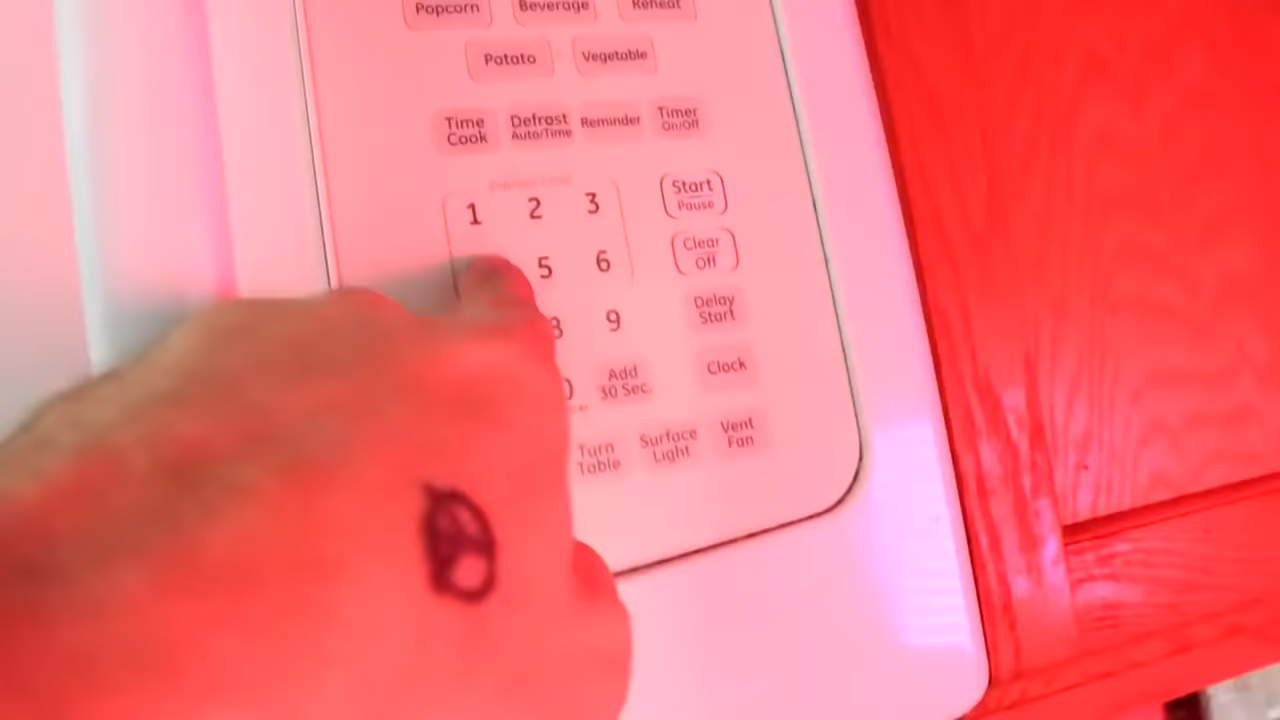 Popcorn Beverage Reheat
Potato Vegetable
Time Cook Defrost Auto/Time Reminder Timer On/Off
1 2 3 Start Pause
5 6 Clear Off
9 Delay Start
Add 30 Sec. Clock
Turn Table Surface Light Vent Fan